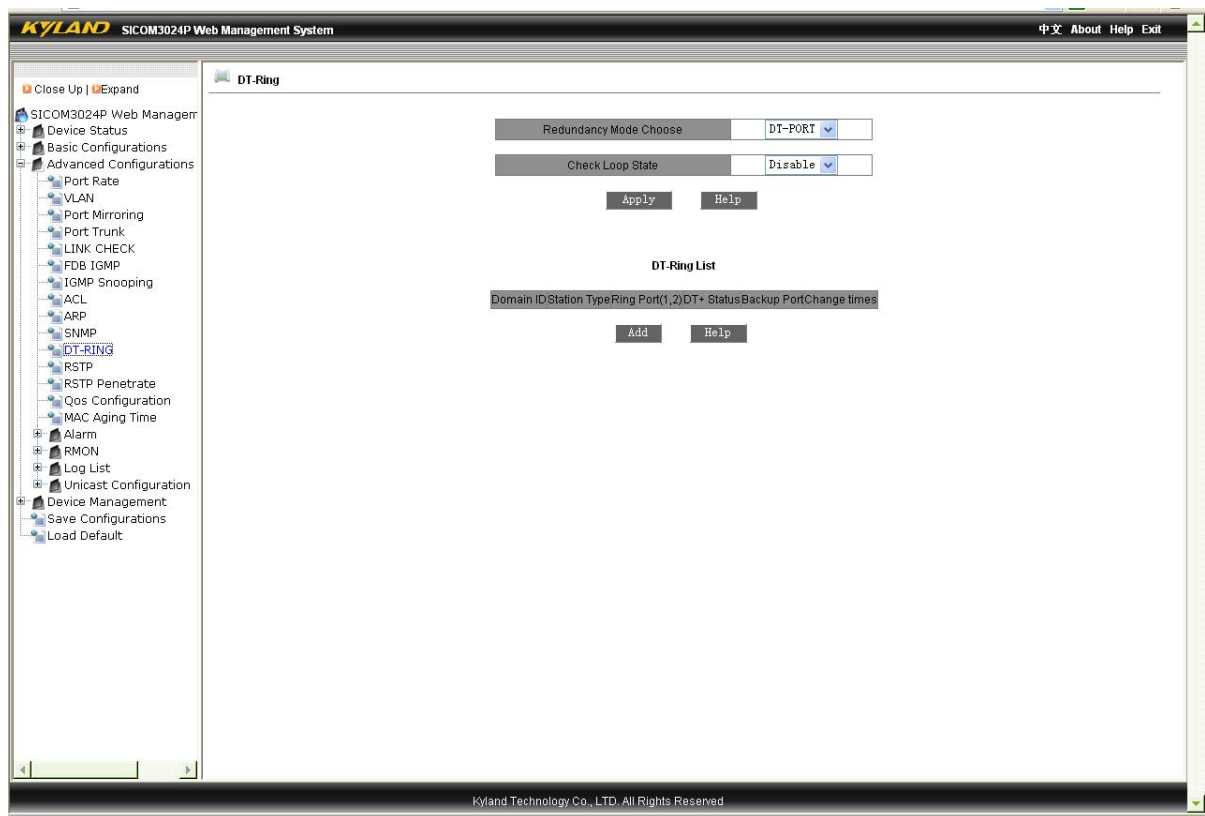 KYLAND SICOM3024P Web Management System
中文 About Help Exit
Close Up | Expand
SICOM3024P Web Managem
Device Status
Basic Configurations
Advanced Configurations
Port Rate
VLAN
Port Mirroring
Port Trunk
LINK CHECK
FDB IGMP
IGMP Snooping
ACL
ARP
SNMP
DT-RING
RSTP
RSTP Penetrate
Qos Configuration
MAC Aging Time
Alarm
RMON
Log List
Unicast Configuration
Device Management
Save Configurations
Load Default
DT-Ring
Redundancy Mode Choose DT-PORT
Check Loop State Disable
Apply Help
DT-Ring List
Domain ID Station Type Ring Port(1,2) DT+ Status Backup Port Change times
Add Help
Kyland Technology Co., LTD. All Rights Reserved